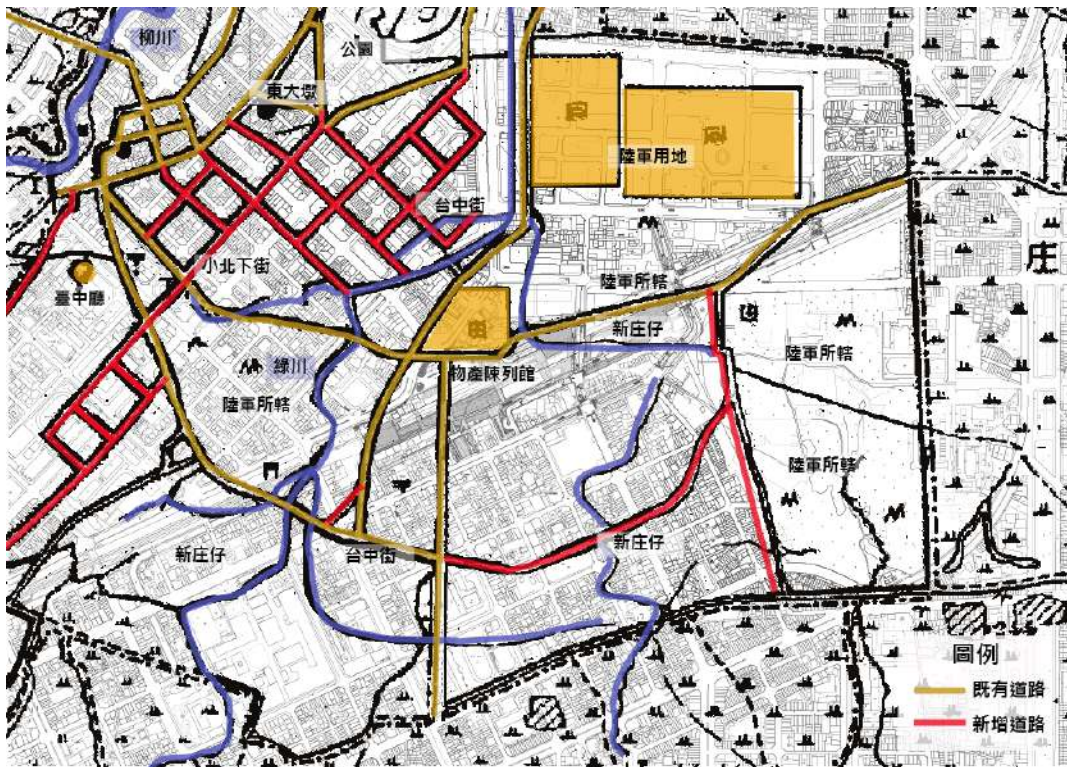 柳川
公園
東大墩
陸軍用地
台中街
小北下街
臺中廳
陸軍所轄
新庄仔
庄
陸軍所轄
物產陳列館
綠川
陸軍所轄
陸軍所轄
新庄仔
台中街
新庄仔
圖例
既有道路
新增道路